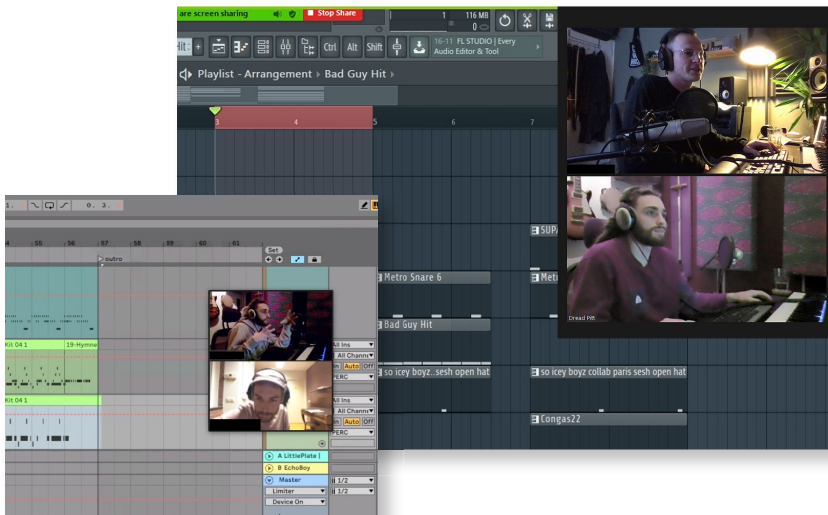 are screen sharing
Stop Share
1
116 MB
0
Hit:
Ctrl
Alt
Shift
16-11 FL STUDIO | Every
Audio Editor & Tool
Playlist - Arrangement › Bad Guy Hit ›
3
4
5
6
7
SUP
Metro Snare 6
Met
Bad Guy Hit
so icey boyz..sesh open hat
so icey boyz collab paris sesh open hat
Congas22
Dread Pitt
1.
0. 3.
55
56
57
58
59
60
61
outro
Set
Kit 04 1
19-Hymne
All Ins
All Channe
In
Auto
Off
PERC
Kit 04 1
All Ins
All Channe
In
Auto
Off
PERC
A LittlePlate |
B EchoBoy
Master
1/2
Limiter
1/2
Device On